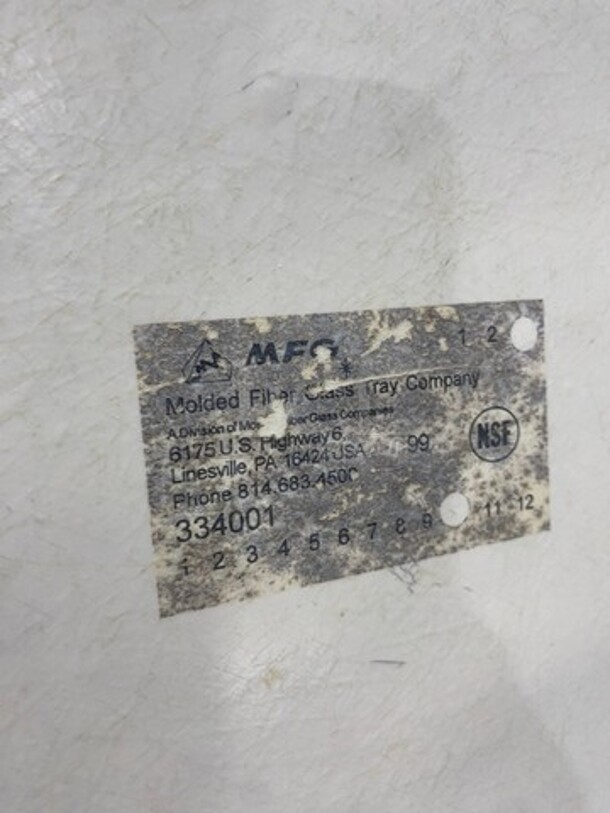 MFG 1 2
Molded Fiber Glass Tray Company
A Division of Fiber Glass Companies
6175 U.S. Highway 6,
Linesville, PA 16424 USA 99 NSF
Phone 814.683.4500
334001
1 2 3 4 5 6 7 8 9 11 12